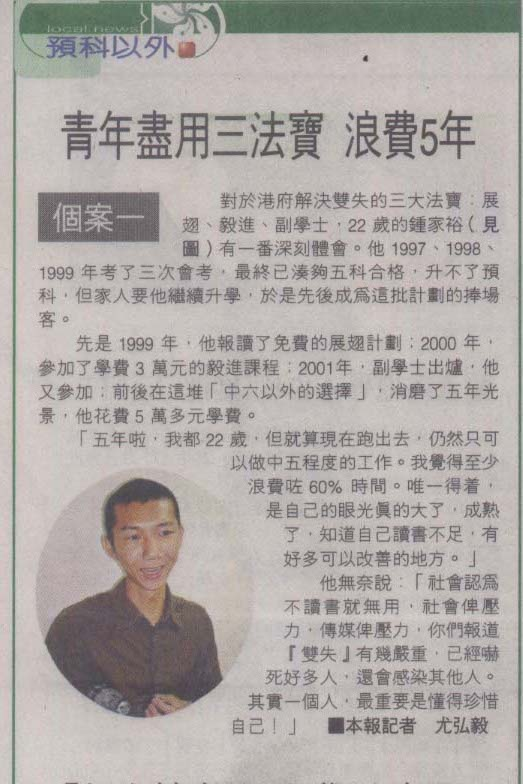 local news
預科以外
青年盡用三法寶 浪費5年
個案一
對於港府解決雙失的三大法寶：展
翅、毅進、副學士，22 歲的鍾家裕（見
圖）有一番深刻體會。他 1997、1998、
1999 年考了三次會考，最終已湊夠五科合格，升不了預
科，但家人要他繼續升學，於是先後成為這批計劃的捧場
客。
先是 1999 年，他報讀了免費的展翅計劃；2000 年，
參加了學費 3 萬元的毅進課程；2001年，副學士出爐，他
又參加；前後在這堆「中六以外的選擇」，消磨了五年光
景，他花費 5 萬多元學費。
「五年啦，我都 22 歲，但就算現在跑出去，仍然只可
以做中五程度的工作。我覺得至少
浪費咗 60% 時間。唯一得着，
是自己的眼光真的大了，成熟
了，知道自己讀書不足，有
好多可以改善的地方。」
他無奈說：「社會認為
不讀書就無用，社會俾壓
力，傳媒俾壓力，你們報道
『雙失』有幾嚴重，已經嚇
死好多人，還會感染其他人。
其實一個人，最重要是懂得珍惜
自己！」 ■本報記者 尤弘毅